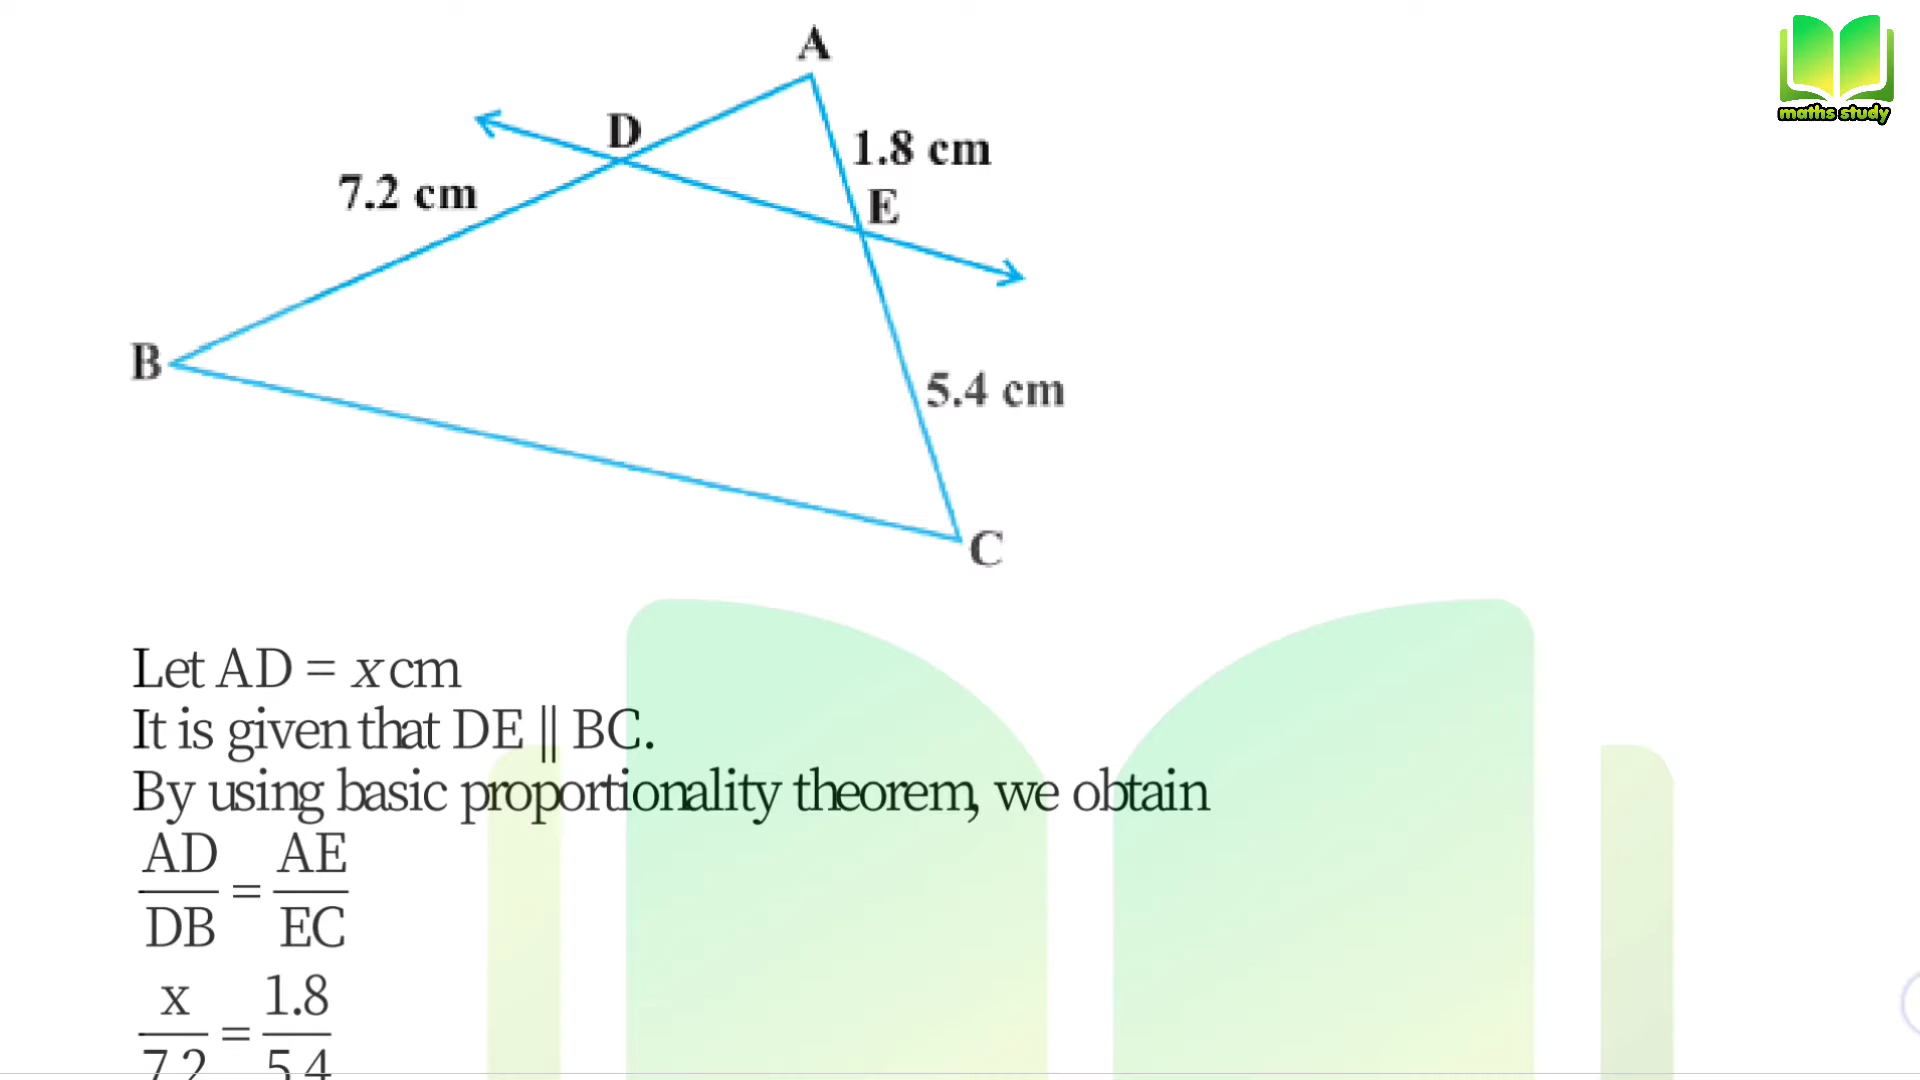 A
maths study
D
1.8 cm
7.2 cm
E
B
5.4 cm
C
Let AD = x cm
It is given that DE || BC.
By using basic proportionality theorem, we obtain
AD/DB = AE/EC
x/7.2 = 1.8/5.4